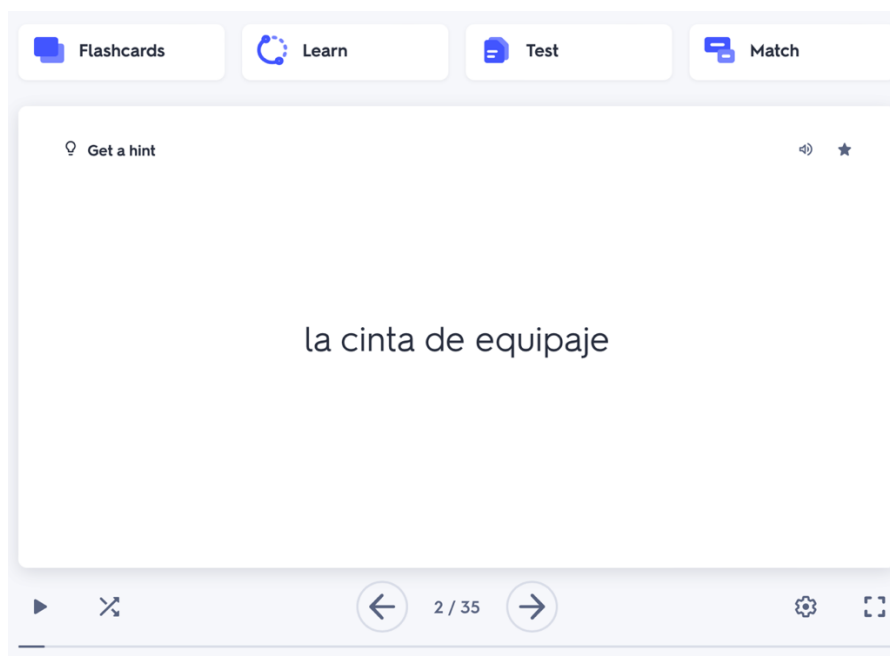 Flashcards
Learn
Test
Match
Get a hint
la cinta de equipaje
2 / 35